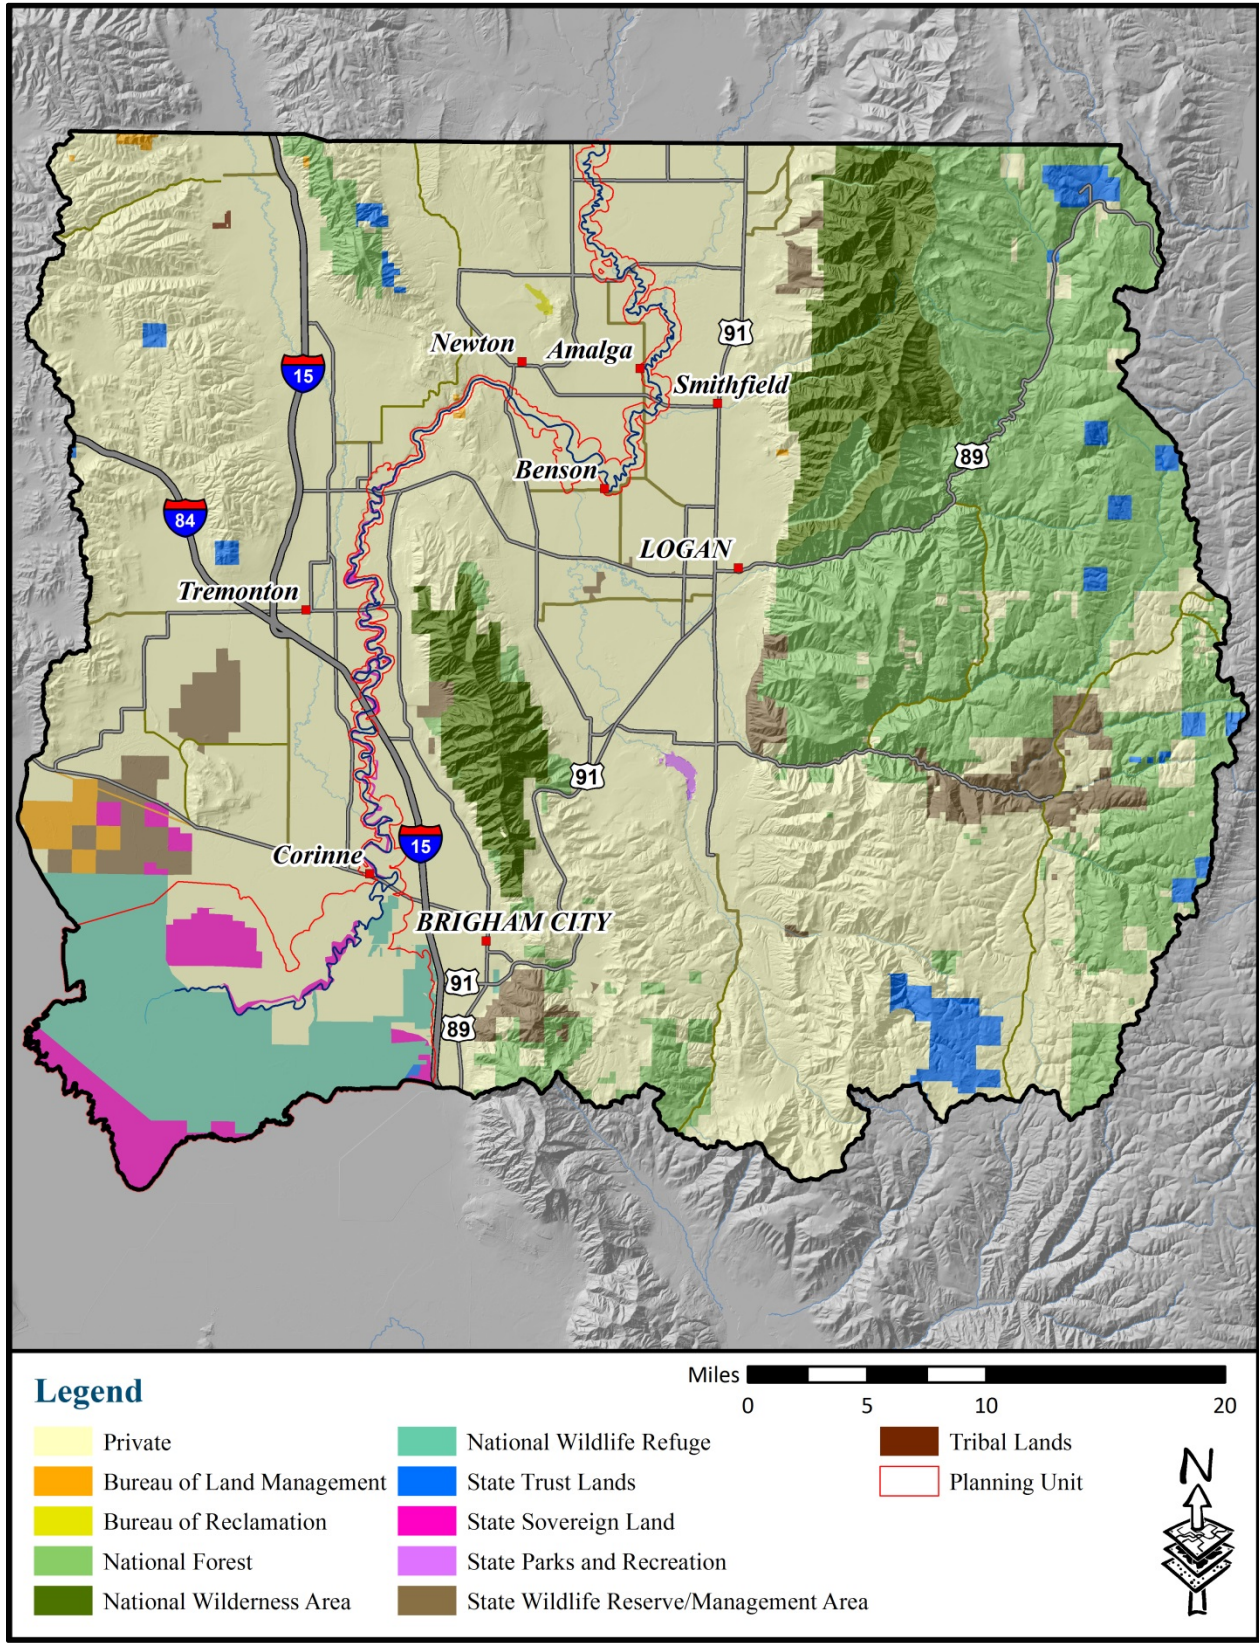 91
Newton
Amalga
15
Smithfield
89
Benson
84
LOGAN
Tremonton
91
15
Corinne
BRIGHAM CITY
91
89
Legend
Miles
0 5 10 20
Private
Bureau of Land Management
Bureau of Reclamation
National Forest
National Wilderness Area
National Wildlife Refuge
State Trust Lands
State Sovereign Land
State Parks and Recreation
State Wildlife Reserve/Management Area
Tribal Lands
Planning Unit
N